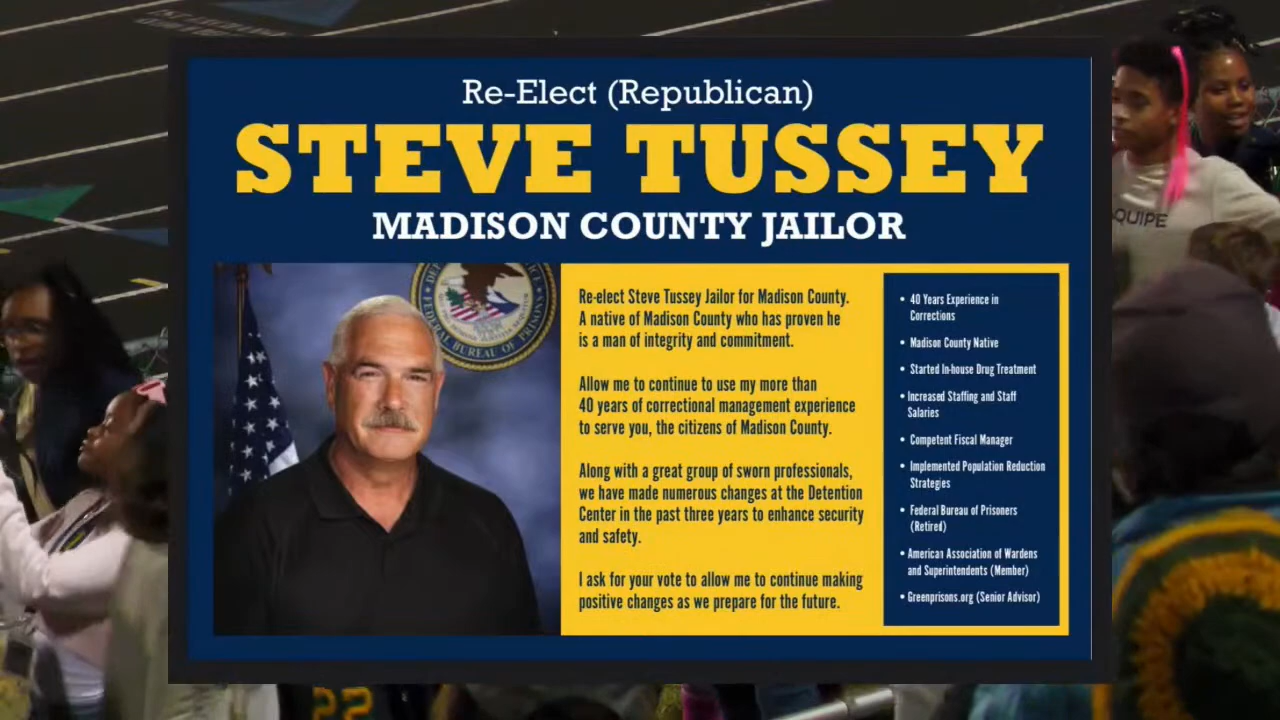 Re-Elect (Republican)
STEVE TUSSEY
MADISON COUNTY JAILOR
FEDERAL BUREAU OF PRISONS
Re-elect Steve Tussey Jailor for Madison County.
A native of Madison County who has proven he
is a man of integrity and commitment.
Allow me to continue to use my more than
40 years of correctional management experience
to serve you, the citizens of Madison County.
Along with a great group of sworn professionals,
we have made numerous changes at the Detention
Center in the past three years to enhance security
and safety.
I ask for your vote to allow me to continue making
positive changes as we prepare for the future.
• 40 Years Experience in
Corrections
• Madison County Native
• Started In-house Drug Treatment
• Increased Staffing and Staff
Salaries
• Competent Fiscal Manager
• Implemented Population Reduction
Strategies
• Federal Bureau of Prisoners
(Retired)
• American Association of Wardens
and Superintendents (Member)
• Greenprisons.org (Senior Advisor)
QUIPE
22